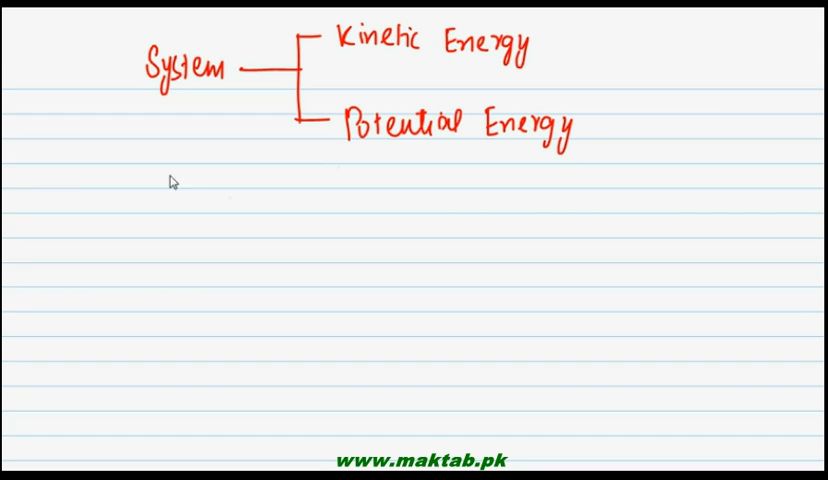 Kinetic Energy
System
Potential Energy
www.maktab.pk